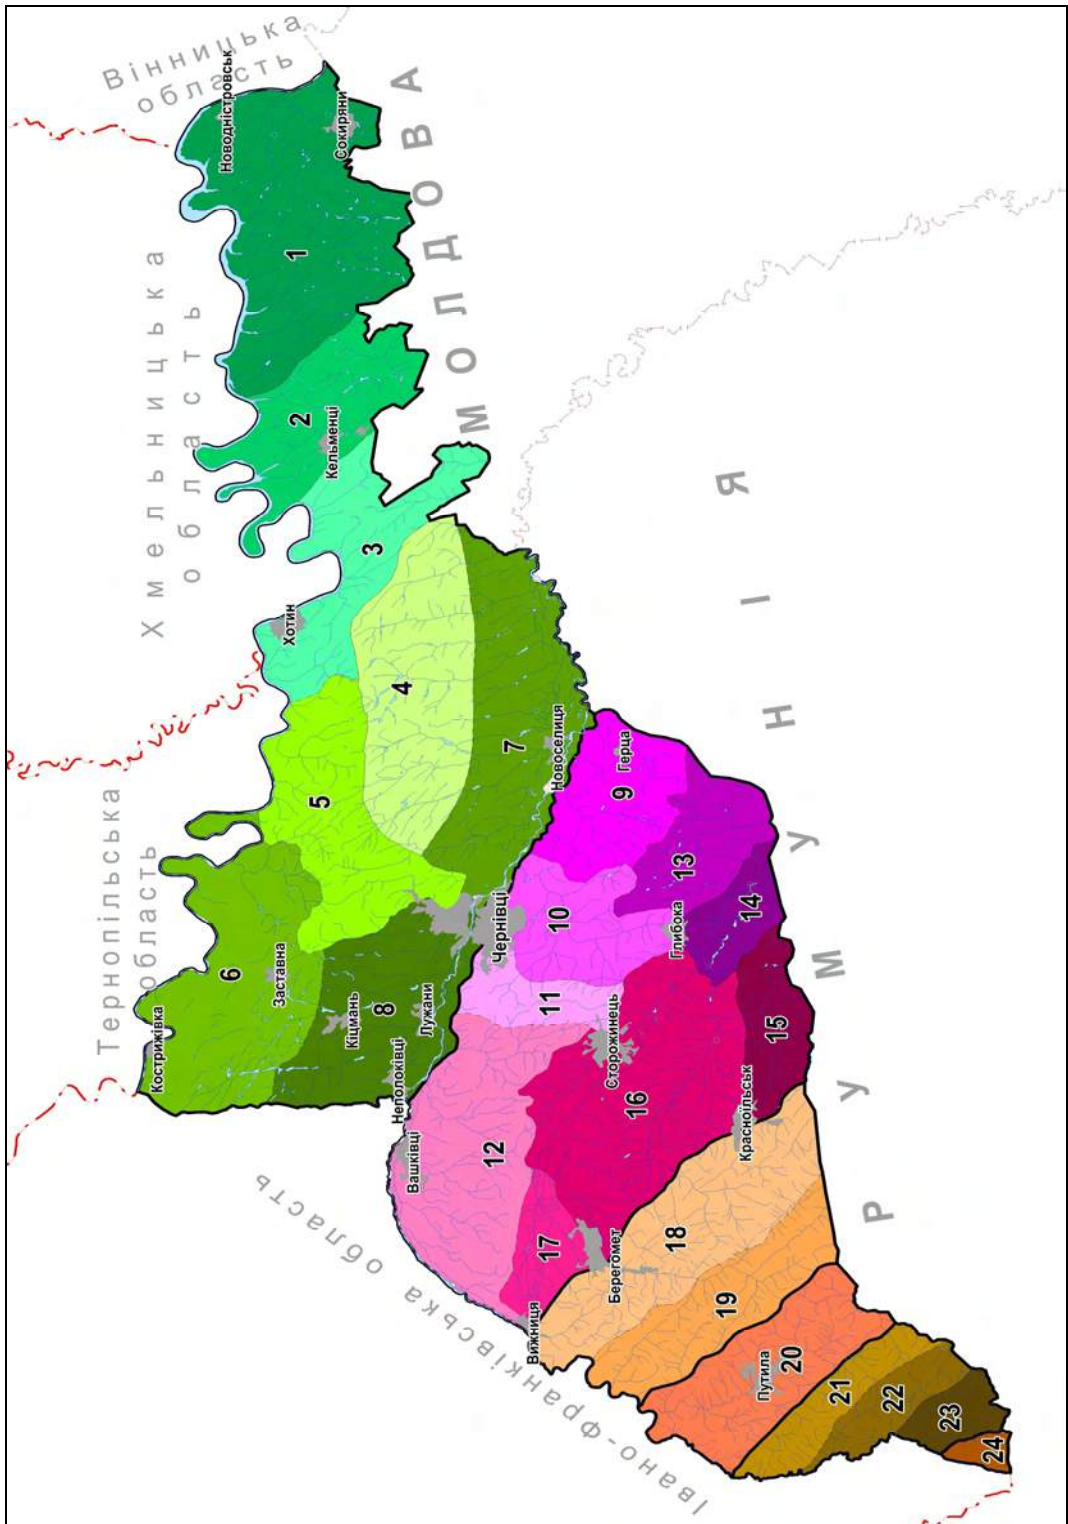 Вінницька
область
Хмельницька
область
Тернопільська
область
Івано-франківська область
МОЛДОВА
РУМУНІЯ
Новодністровськ
Сокиряни
1
2
Кельменці
3
Хотин
4
5
6
7
Новоселиця
Заставна
Кострижівка
8
Кіцмань
Лужани
Неполоківці
Чернівці
9
Герца
10
11
12
Вашківці
13
Глибока
14
15
Сторожинець
16
Красноїльськ
17
Берегомет
Вижниця
18
19
Путила
20
21
22
23
24